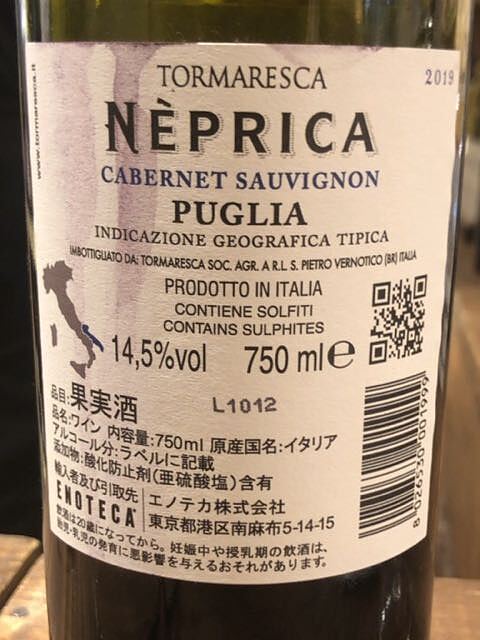 www.tormaresca.it
TORMARESCA
2019
NÈPRICA
CABERNET SAUVIGNON
PUGLIA
INDICAZIONE GEOGRAFICA TIPICA
IMBOTTIGLIATO DA: TORMARESCA SOC. AGR. A R.L. S. PIETRO VERNOTICO (BR) ITALIA
PRODOTTO IN ITALIA
CONTIENE SOLFITI
CONTAINS SULPHITES
14,5%vol 750 ml e
L1012
品目:果実酒
品名:ワイン 内容量:750ml 原産国名:イタリア
アルコール分:ラベルに記載
添加物:酸化防止剤(亜硫酸塩)含有
輸入者及び引取先
ENOTECA
エノテカ株式会社
東京都港区南麻布5-14-15
飲酒は20歳になってから。妊娠中や授乳期の飲酒は、
胎児・乳児の発育に悪影響を与えるおそれがあります。
8 026530 001999